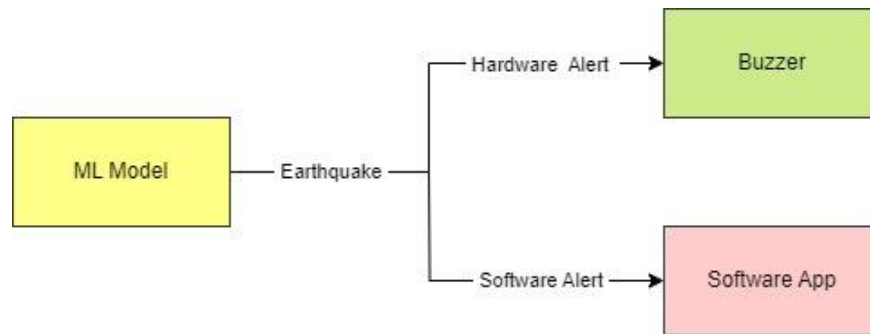 Hardware Alert
Buzzer
ML Model
Earthquake
Software Alert
Software App